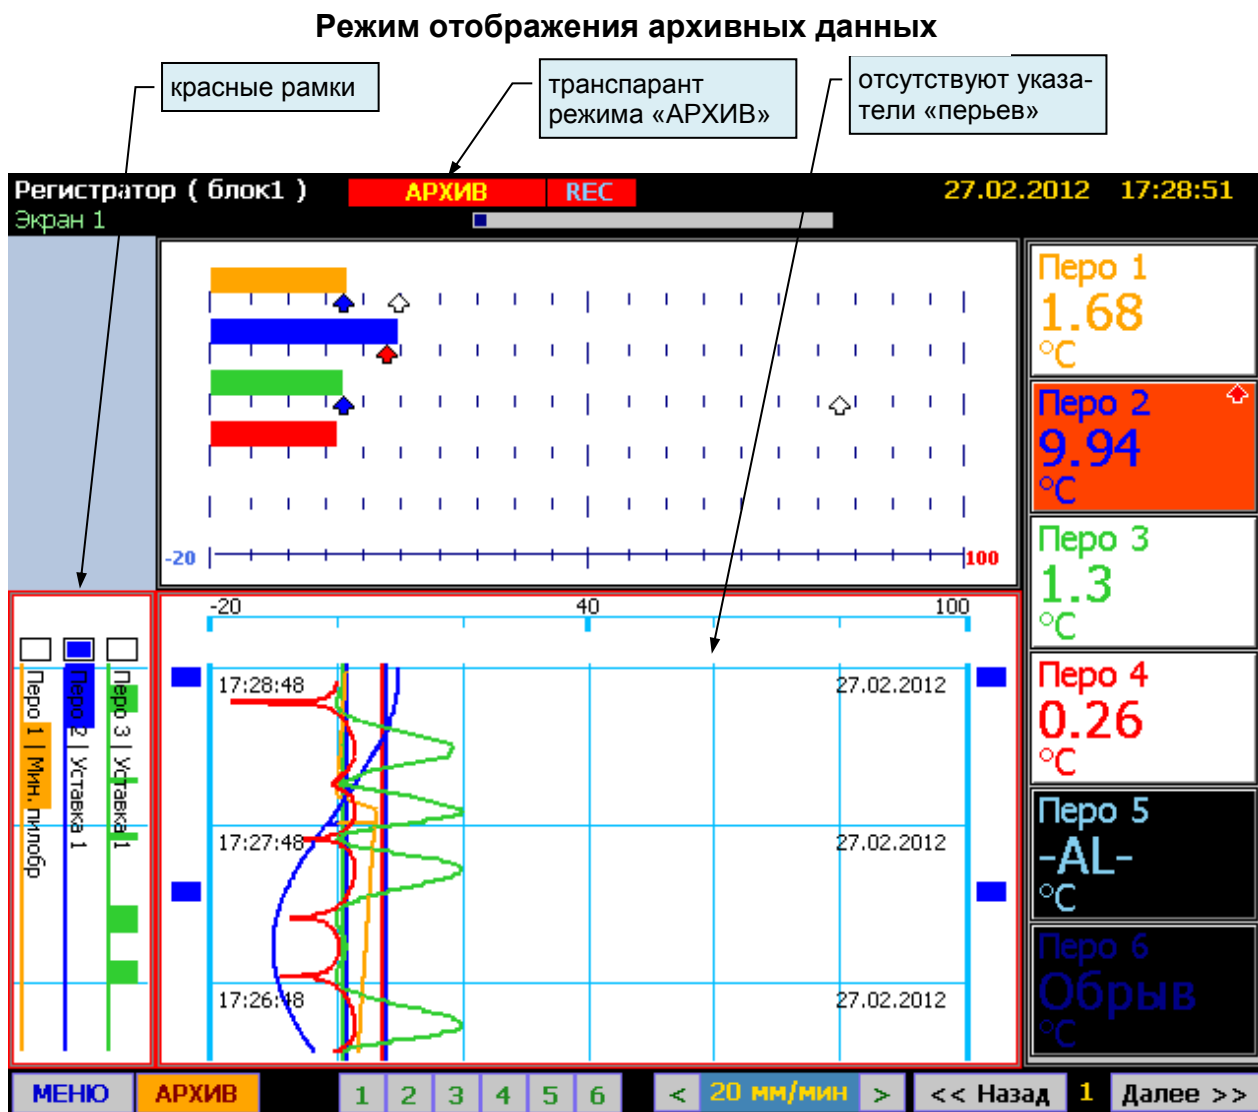 Режим отображения архивных данных
красные рамки
транспарант
режима «АРХИВ»
отсутствуют указа-
тели «перьев»
Регистратор ( блок1 )
АРХИВ
REC
27.02.2012 17:28:51
Экран 1
-20
100
Перо 1
1.68
°C
Перо 2
9.94
°C
Перо 3
1.3
°C
Перо 4
0.26
°C
Перо 5
-AL-
°C
Перо 6
Обрыв
°C
Перо 1 | Мин. пилобр
Перо 2 | Уставка 1
Перо 3 | Уставка 1
-20 40 100
17:28:48 27.02.2012
17:27:48 27.02.2012
17:26:48 27.02.2012
МЕНЮ АРХИВ 1 2 3 4 5 6 < 20 мм/мин > << Назад 1 Далее >>